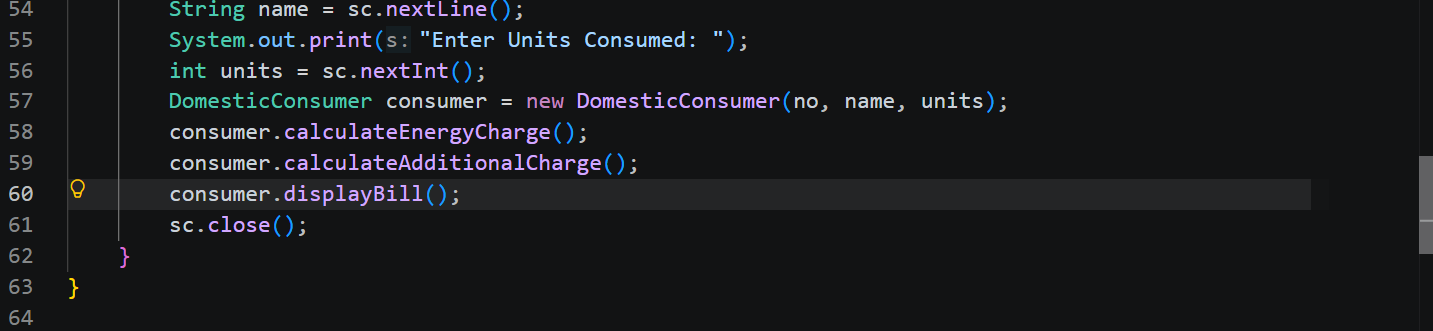 54 String name = sc.nextLine();
55 System.out.print(s: "Enter Units Consumed: ");
56 int units = sc.nextInt();
57 DomesticConsumer consumer = new DomesticConsumer(no, name, units);
58 consumer.calculateEnergyCharge();
59 consumer.calculateAdditionalCharge();
60 consumer.displayBill();
61 sc.close();
62 }
63 }
64